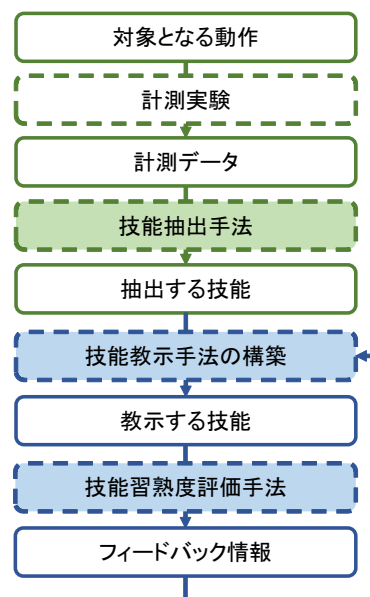 対象となる動作
計測実験
計測データ
技能抽出手法
抽出する技能
技能教示手法の構築
教示する技能
技能習熟度評価手法
フィードバック情報